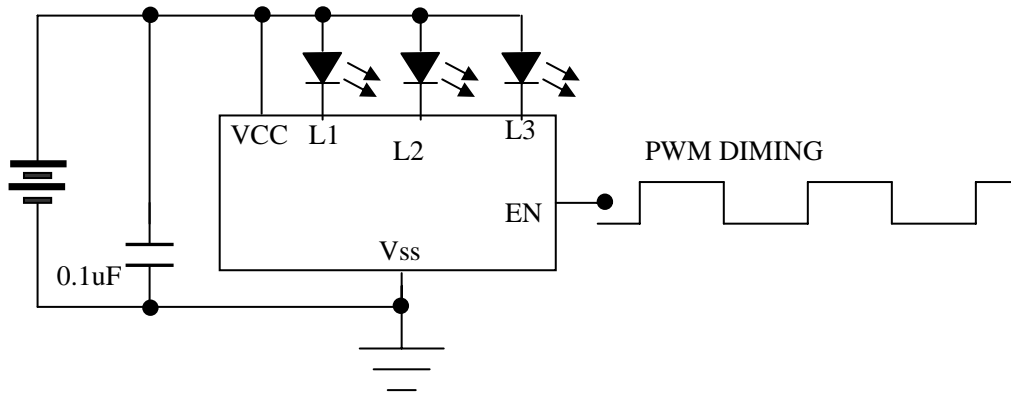 VCC
L1
L2
L3
PWM DIMING
EN
Vss
0.1uF